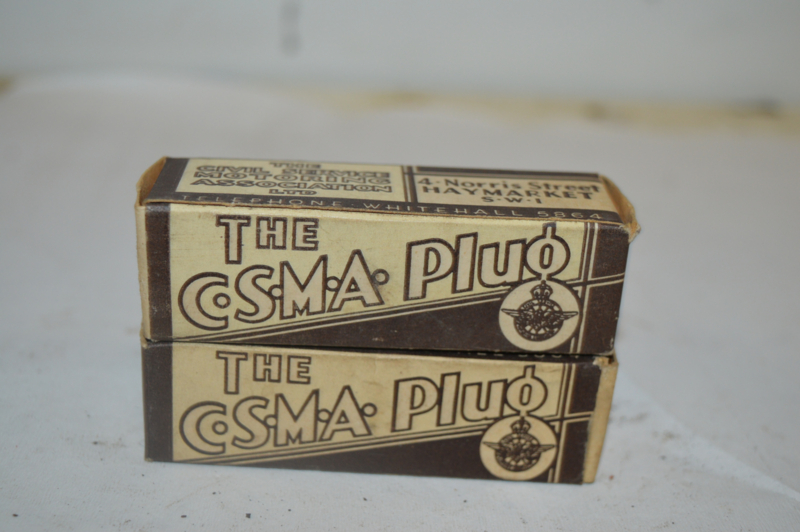 THE
CIVIL SERVICE
MOTORING
ASSOCIATION
LTD
4·Norris Street
HAYMARKET
S·W·1
TELEPHONE·WHITEHALL 5864
THE
C·S·M·A· Plug
THE
C·S·M·A· Plug